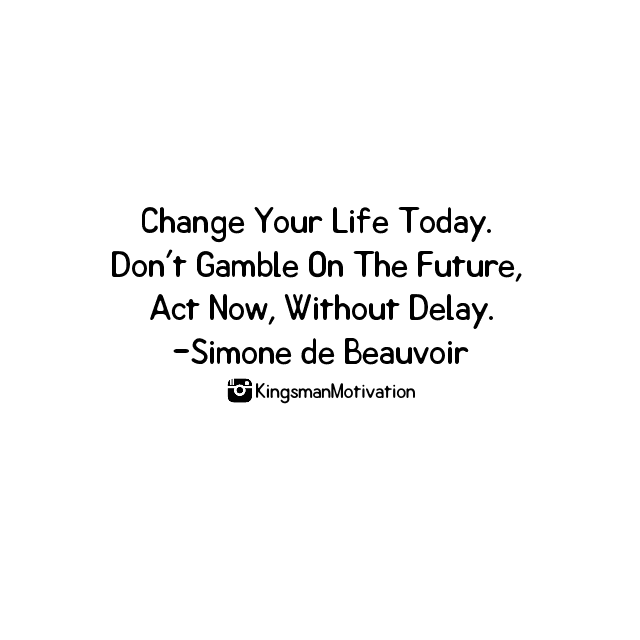 Change Your Life Today.
Don't Gamble On The Future,
Act Now, Without Delay.
-Simone de Beauvoir
KingsmanMotivation